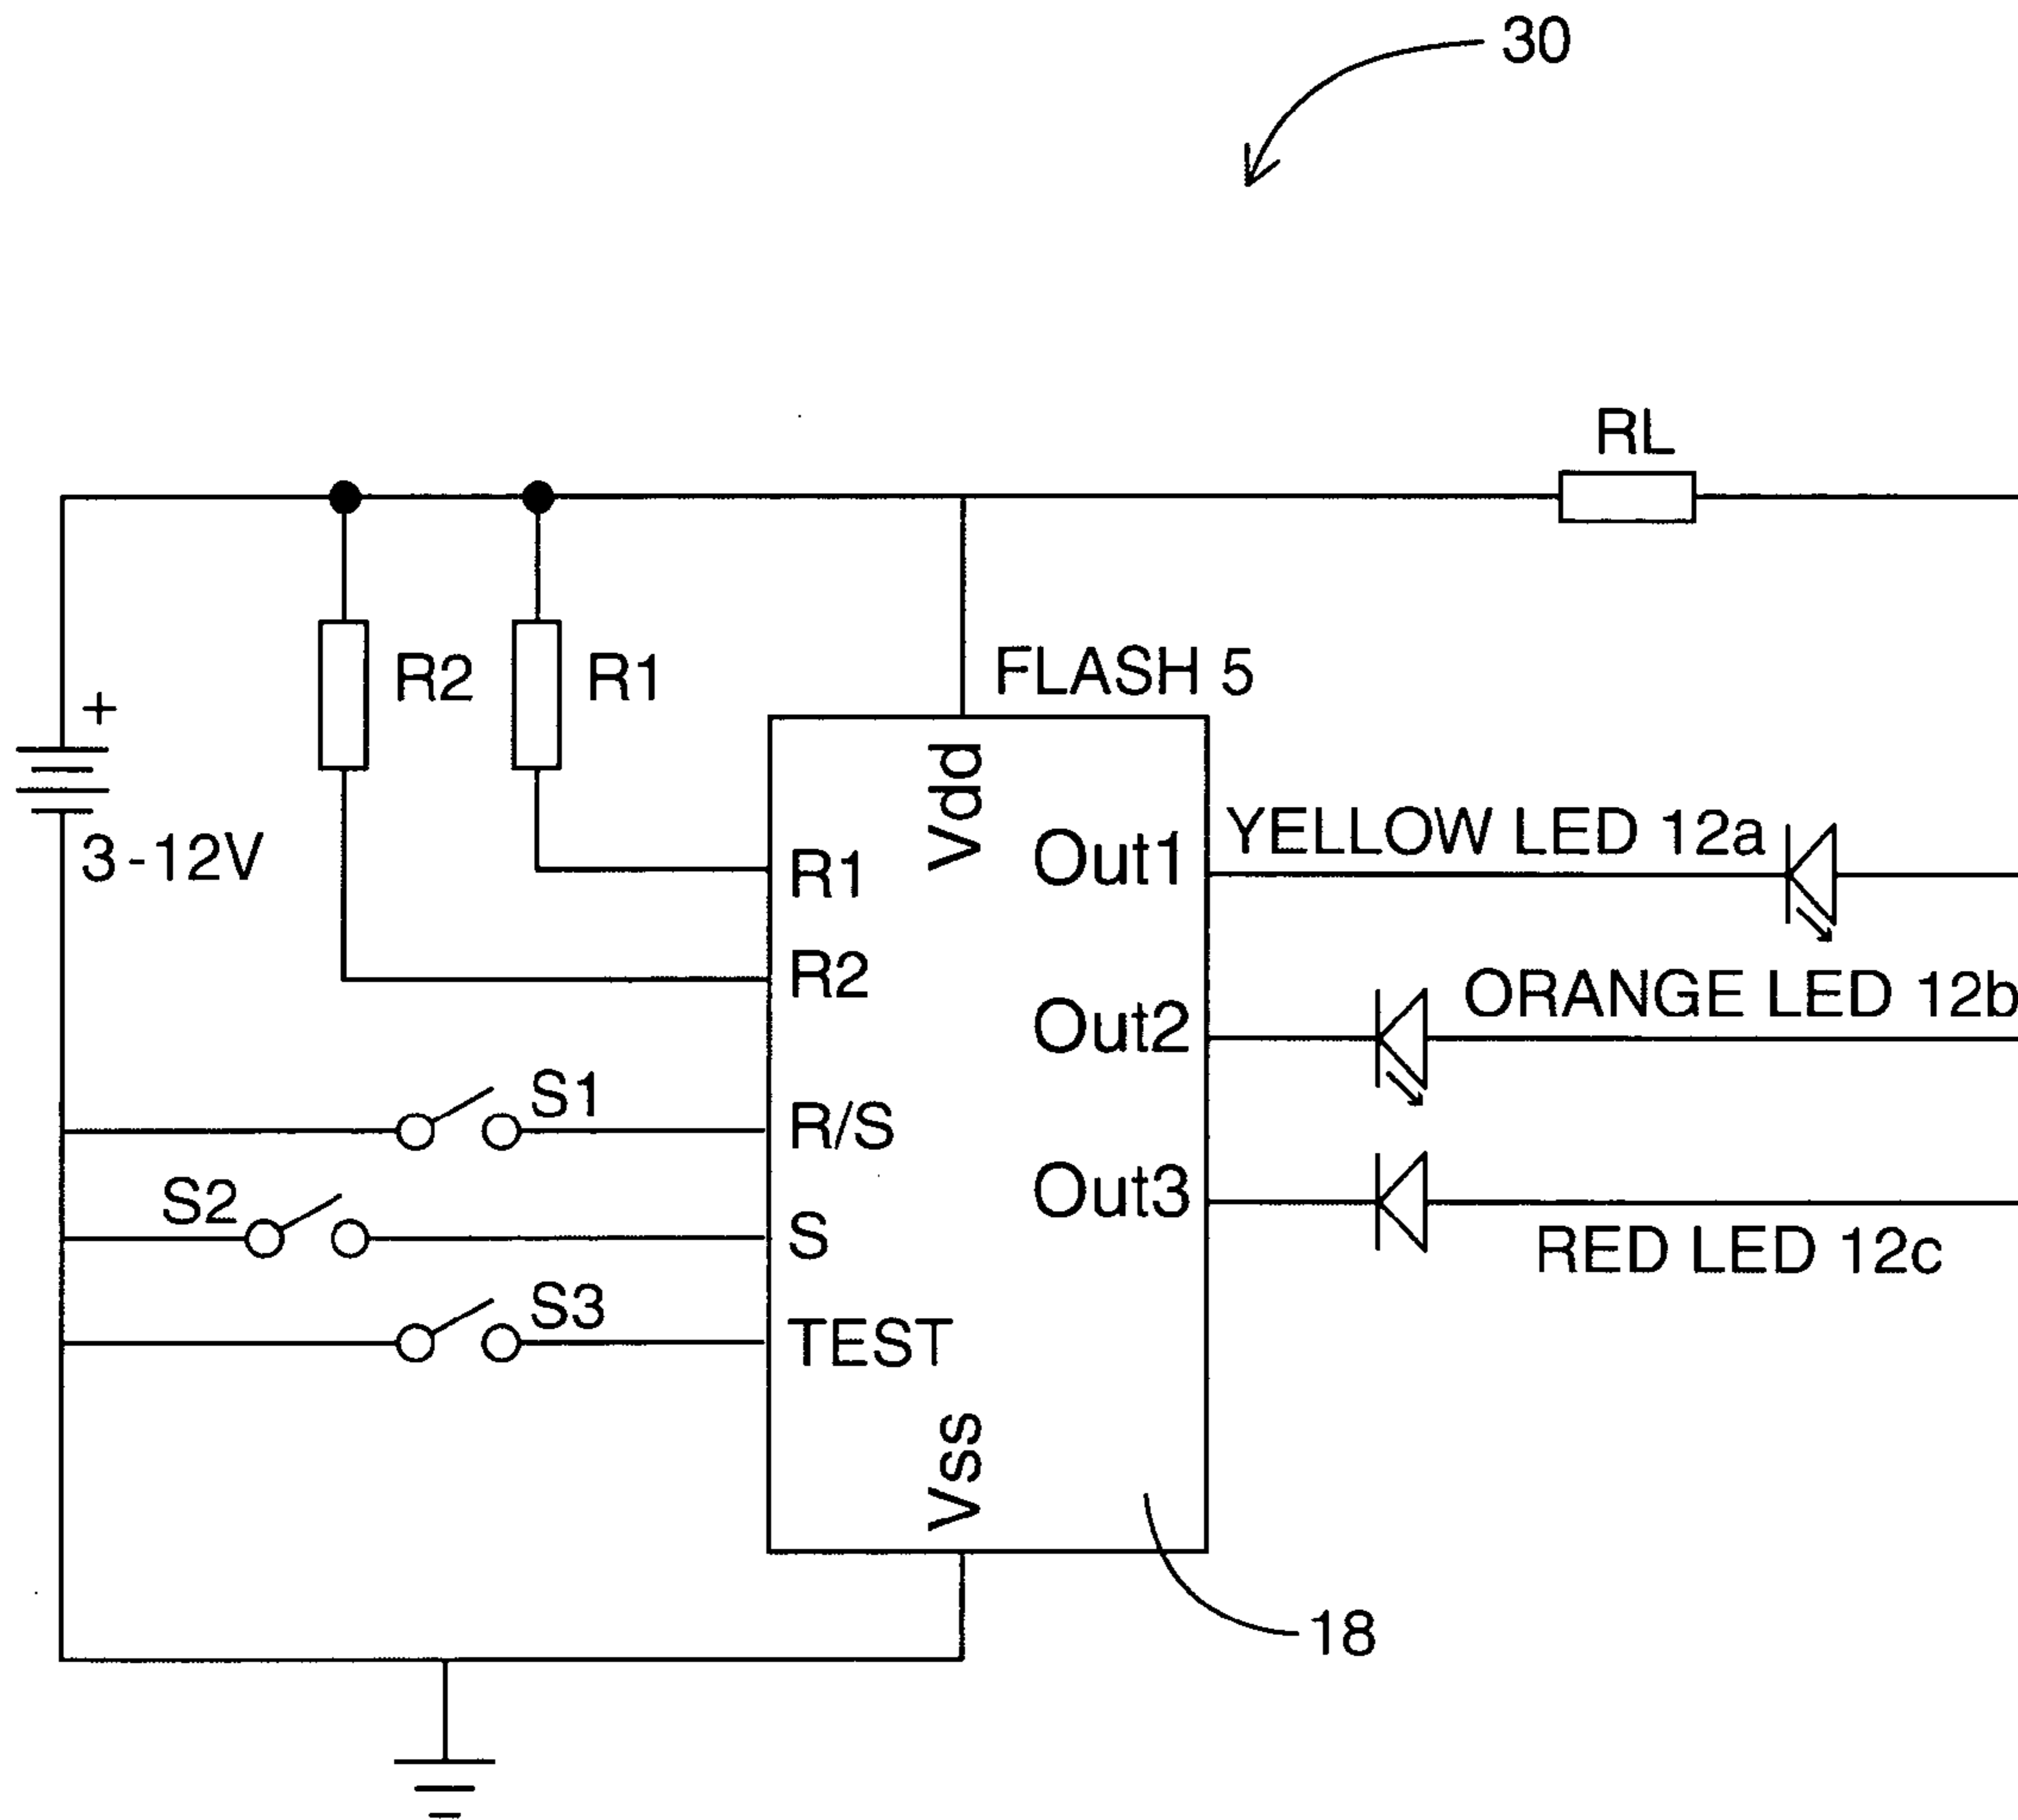 30
RL
R2
R1
FLASH 5
+
3-12V
Vdd
R1
Out1
YELLOW LED 12a
R2
Out2
ORANGE LED 12b
S1
R/S
S2
S
Out3
RED LED 12c
S3
TEST
Vss
18